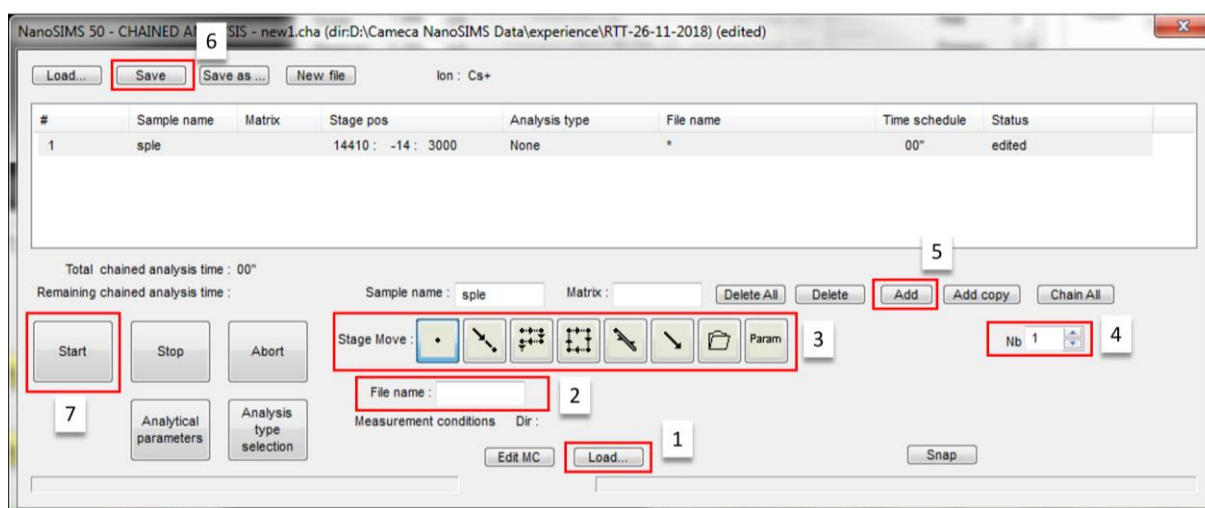 NanoSIMS 50 - CHAINED ANALYSIS - new1.cha (dir:D:\Cameca NanoSIMS Data\experience\RTT-26-11-2018) (edited)
6
Load... Save Save as ... New file Ion : Cs+
# Sample name Matrix Stage pos Analysis type File name Time schedule Status
1 sple 14410 : -14 : 3000 None * 00" edited
Total chained analysis time : 00"
5
Remaining chained analysis time : Sample name : sple Matrix : Delete All Delete Add Add copy Chain All
Start Stop Abort Stage Move : Param 3 Nb 1 4
File name : 2
7 Analytical parameters Analysis type selection Measurement conditions Dir :
1
Edit MC Load... Snap